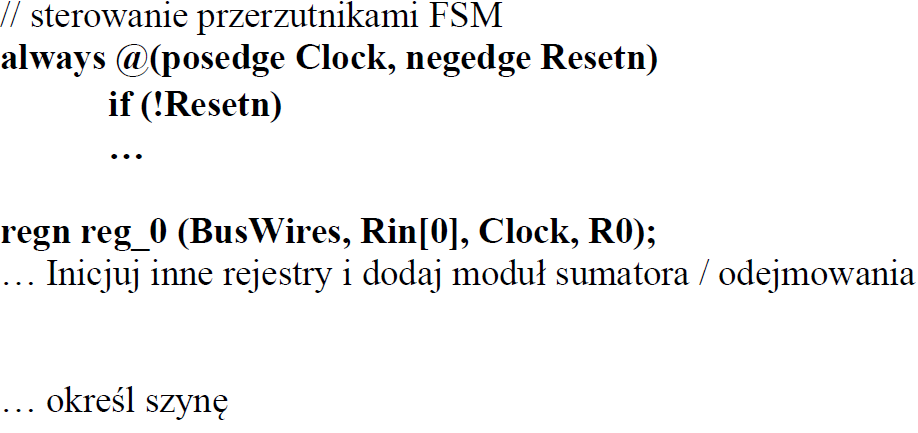 // sterowanie przerzutnikami FSM
always @(posedge Clock, negedge Resetn)
if (!Resetn)
…
regn reg_0 (BusWires, Rin[0], Clock, R0);
… Inicjuj inne rejestry i dodaj moduł sumatora / odejmowania
… określ szynę